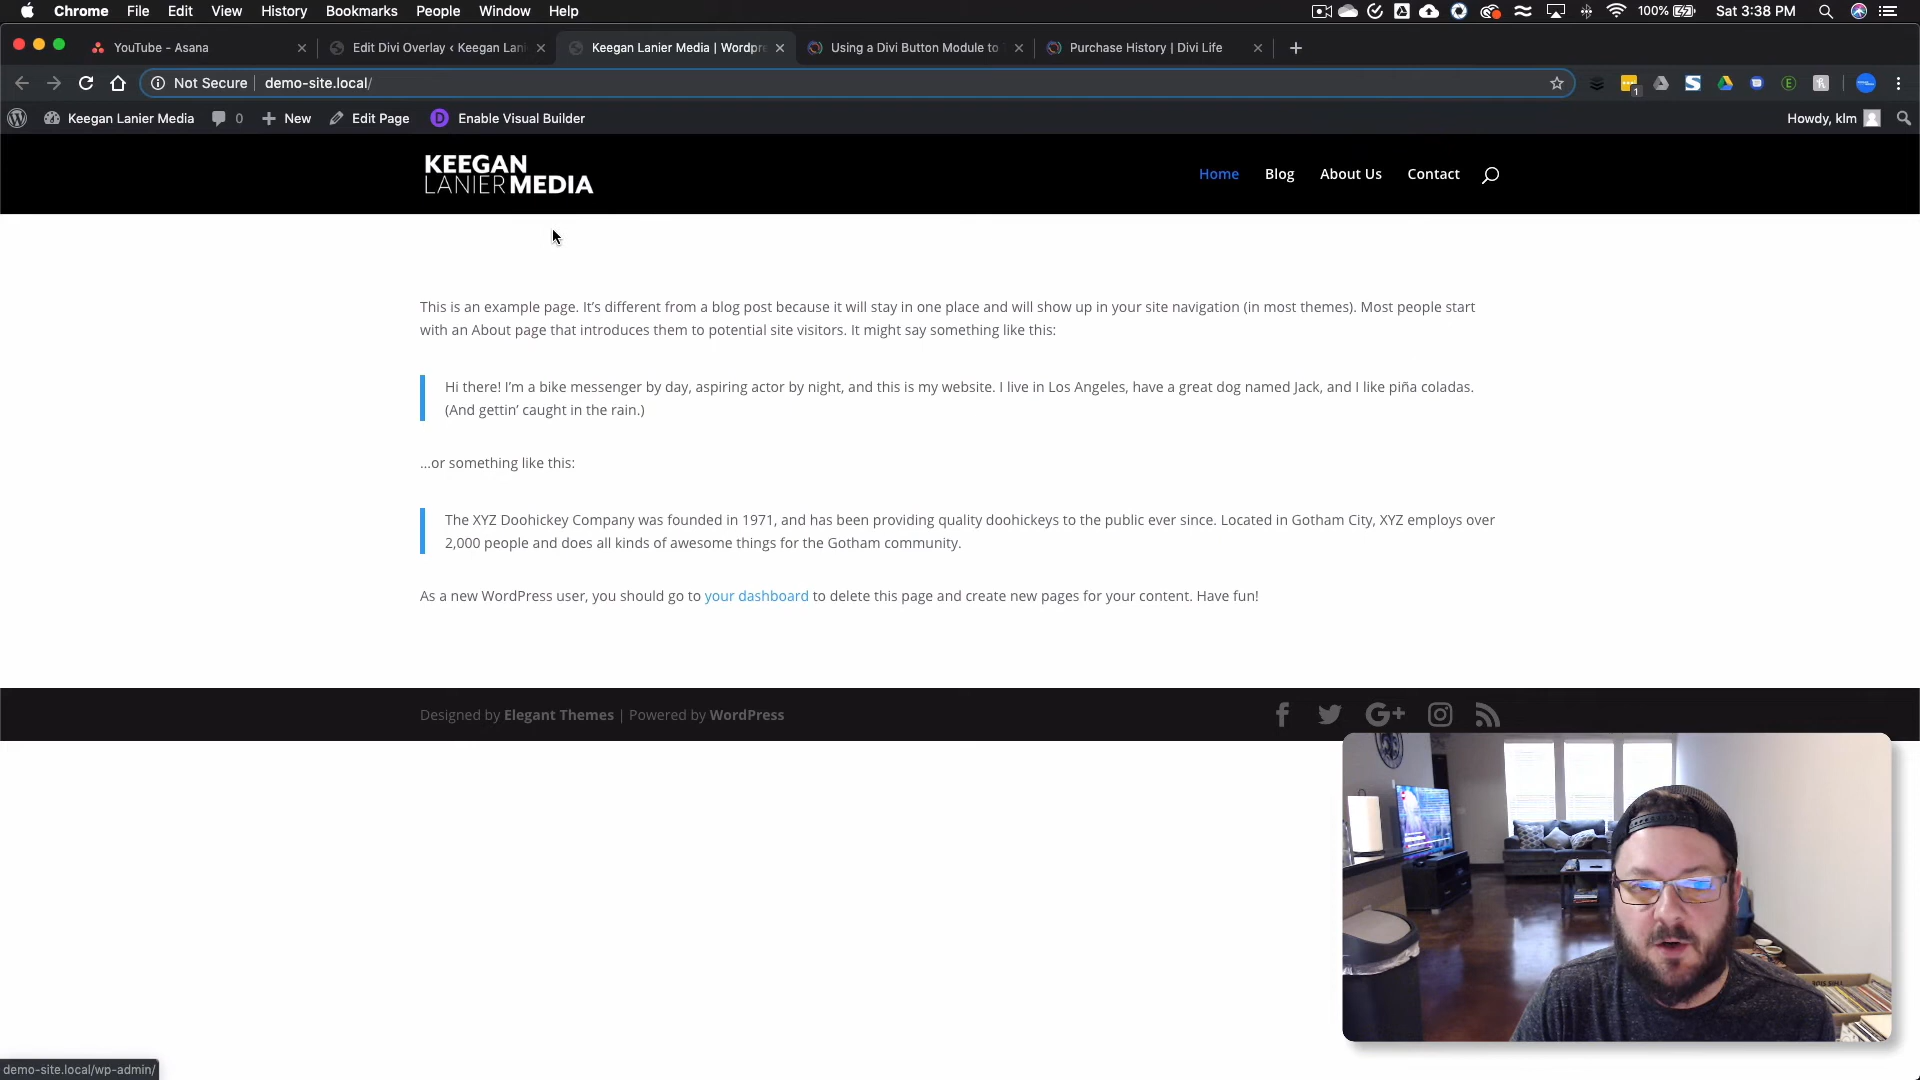 Chrome File Edit View History Bookmarks People Window Help 100% Sat 3:38 PM
YouTube - Asana Edit Divi Overlay ‹ Keegan Lani Keegan Lanier Media | Wordpre Using a Divi Button Module to Purchase History | Divi Life
Not Secure demo-site.local/
Keegan Lanier Media 0 New Edit Page D Enable Visual Builder Howdy, klm
KEEGAN
LANIER MEDIA
Home Blog About Us Contact
This is an example page. It’s different from a blog post because it will stay in one place and will show up in your site navigation (in most themes). Most people start
with an About page that introduces them to potential site visitors. It might say something like this:
Hi there! I’m a bike messenger by day, aspiring actor by night, and this is my website. I live in Los Angeles, have a great dog named Jack, and I like piña coladas.
(And gettin’ caught in the rain.)
…or something like this:
The XYZ Doohickey Company was founded in 1971, and has been providing quality doohickeys to the public ever since. Located in Gotham City, XYZ employs over
2,000 people and does all kinds of awesome things for the Gotham community.
As a new WordPress user, you should go to your dashboard to delete this page and create new pages for your content. Have fun!
Designed by Elegant Themes | Powered by WordPress
demo-site.local/wp-admin/